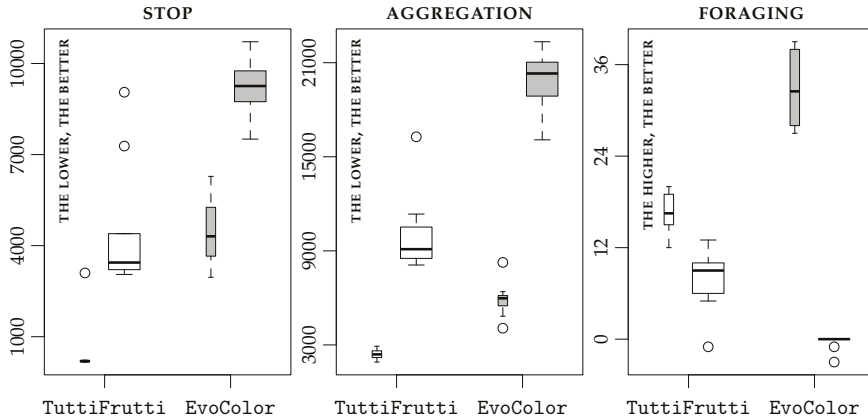 STOP
THE LOWER, THE BETTER
10000
7000
4000
1000
TuttiFrutti EvoColor
AGGREGATION
THE LOWER, THE BETTER
21000
15000
9000
3000
TuttiFrutti EvoColor
FORAGING
THE HIGHER, THE BETTER
36
24
12
0
TuttiFrutti EvoColor